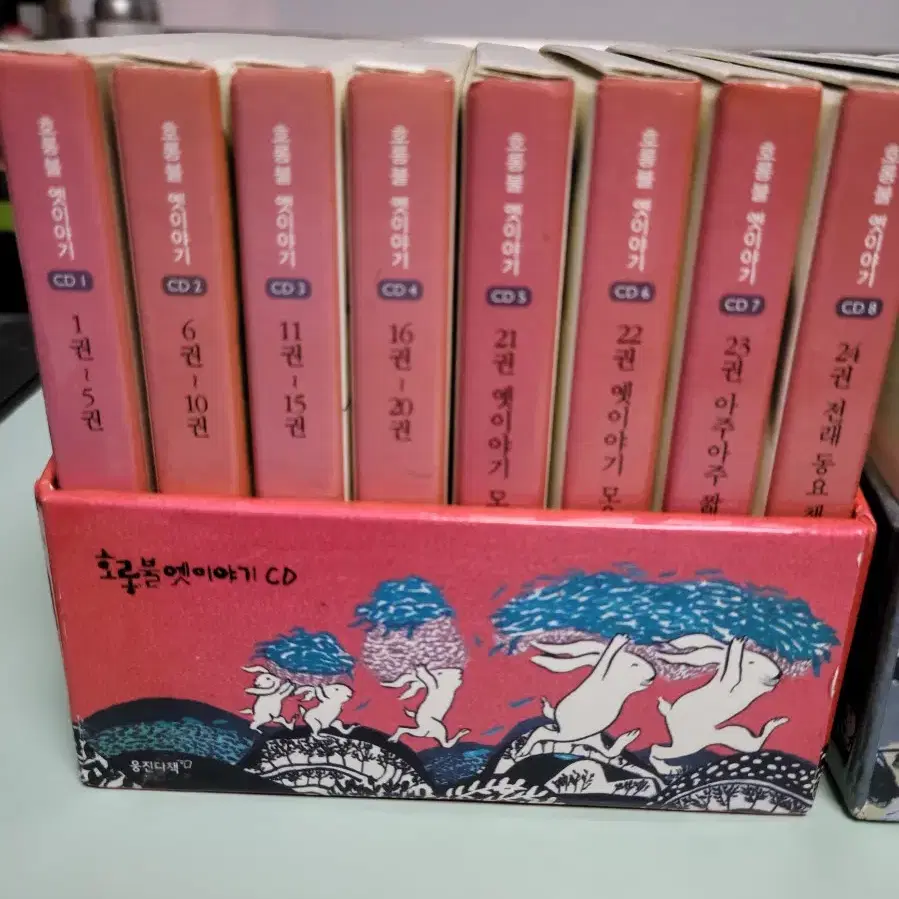 호롱불 옛이야기 CD 1 1권~5권
호롱불 옛이야기 CD 2 6권~10권
호롱불 옛이야기 CD 3 11권~15권
호롱불 옛이야기 CD 4 16권~20권
호롱불 옛이야기 CD 5 21권 옛이야기
호롱불 옛이야기 CD 6 22권 옛이야기
호롱불 옛이야기 CD 7 23권 아주아주
호롱불 옛이야기 CD 8 24권 전래 동요
호롱불 옛이야기 CD
웅진다책